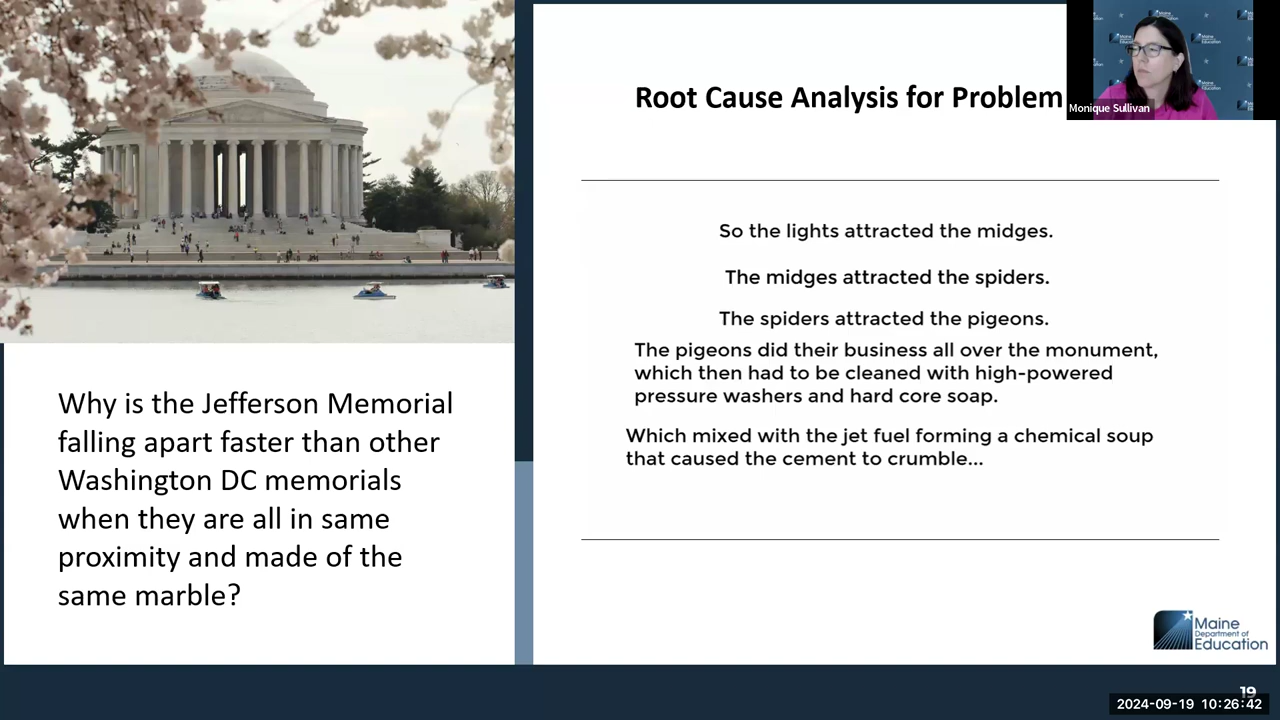 Root Cause Analysis for Problem
Monique Sullivan
So the lights attracted the midges.
The midges attracted the spiders.
The spiders attracted the pigeons.
The pigeons did their business all over the monument,
which then had to be cleaned with high-powered
pressure washers and hard core soap.
Which mixed with the jet fuel forming a chemical soup
that caused the cement to crumble...
Why is the Jefferson Memorial
falling apart faster than other
Washington DC memorials
when they are all in same
proximity and made of the
same marble?
Maine
Department of
Education
19
2024-09-19 10:26:42